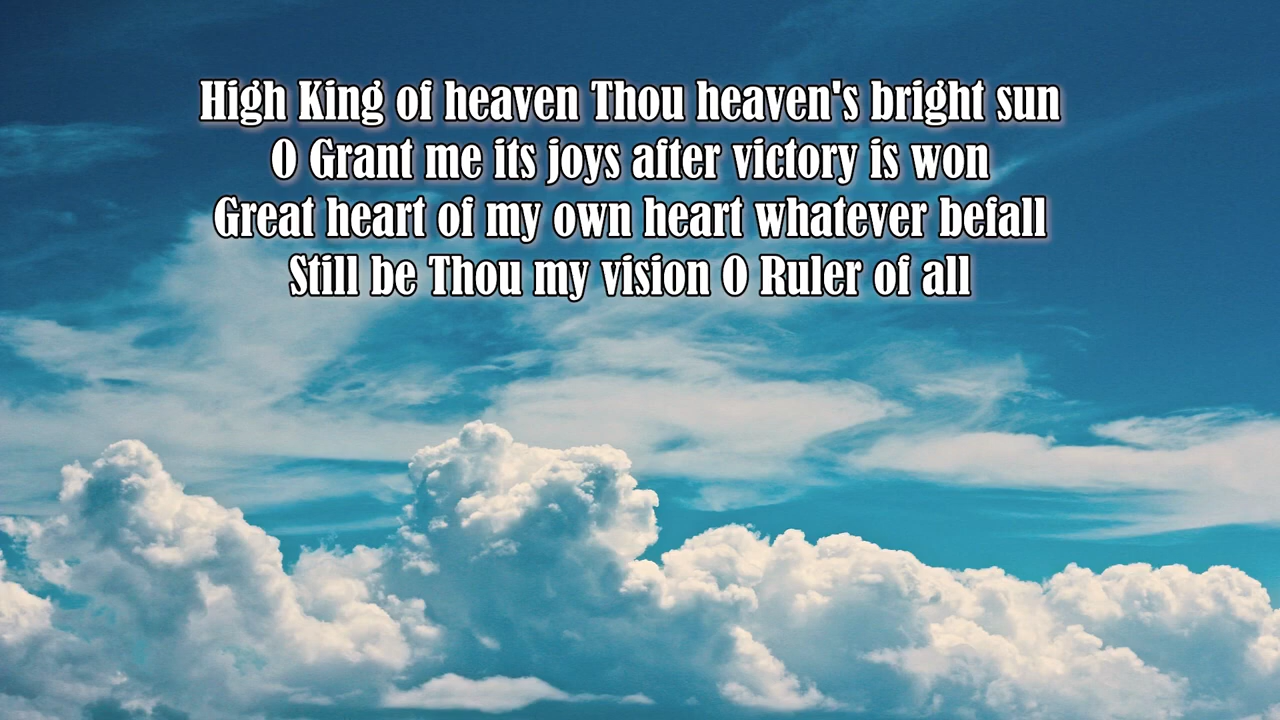 High King of heaven Thou heaven's bright sun
O Grant me its joys after victory is won
Great heart of my own heart whatever befall
Still be Thou my vision O Ruler of all